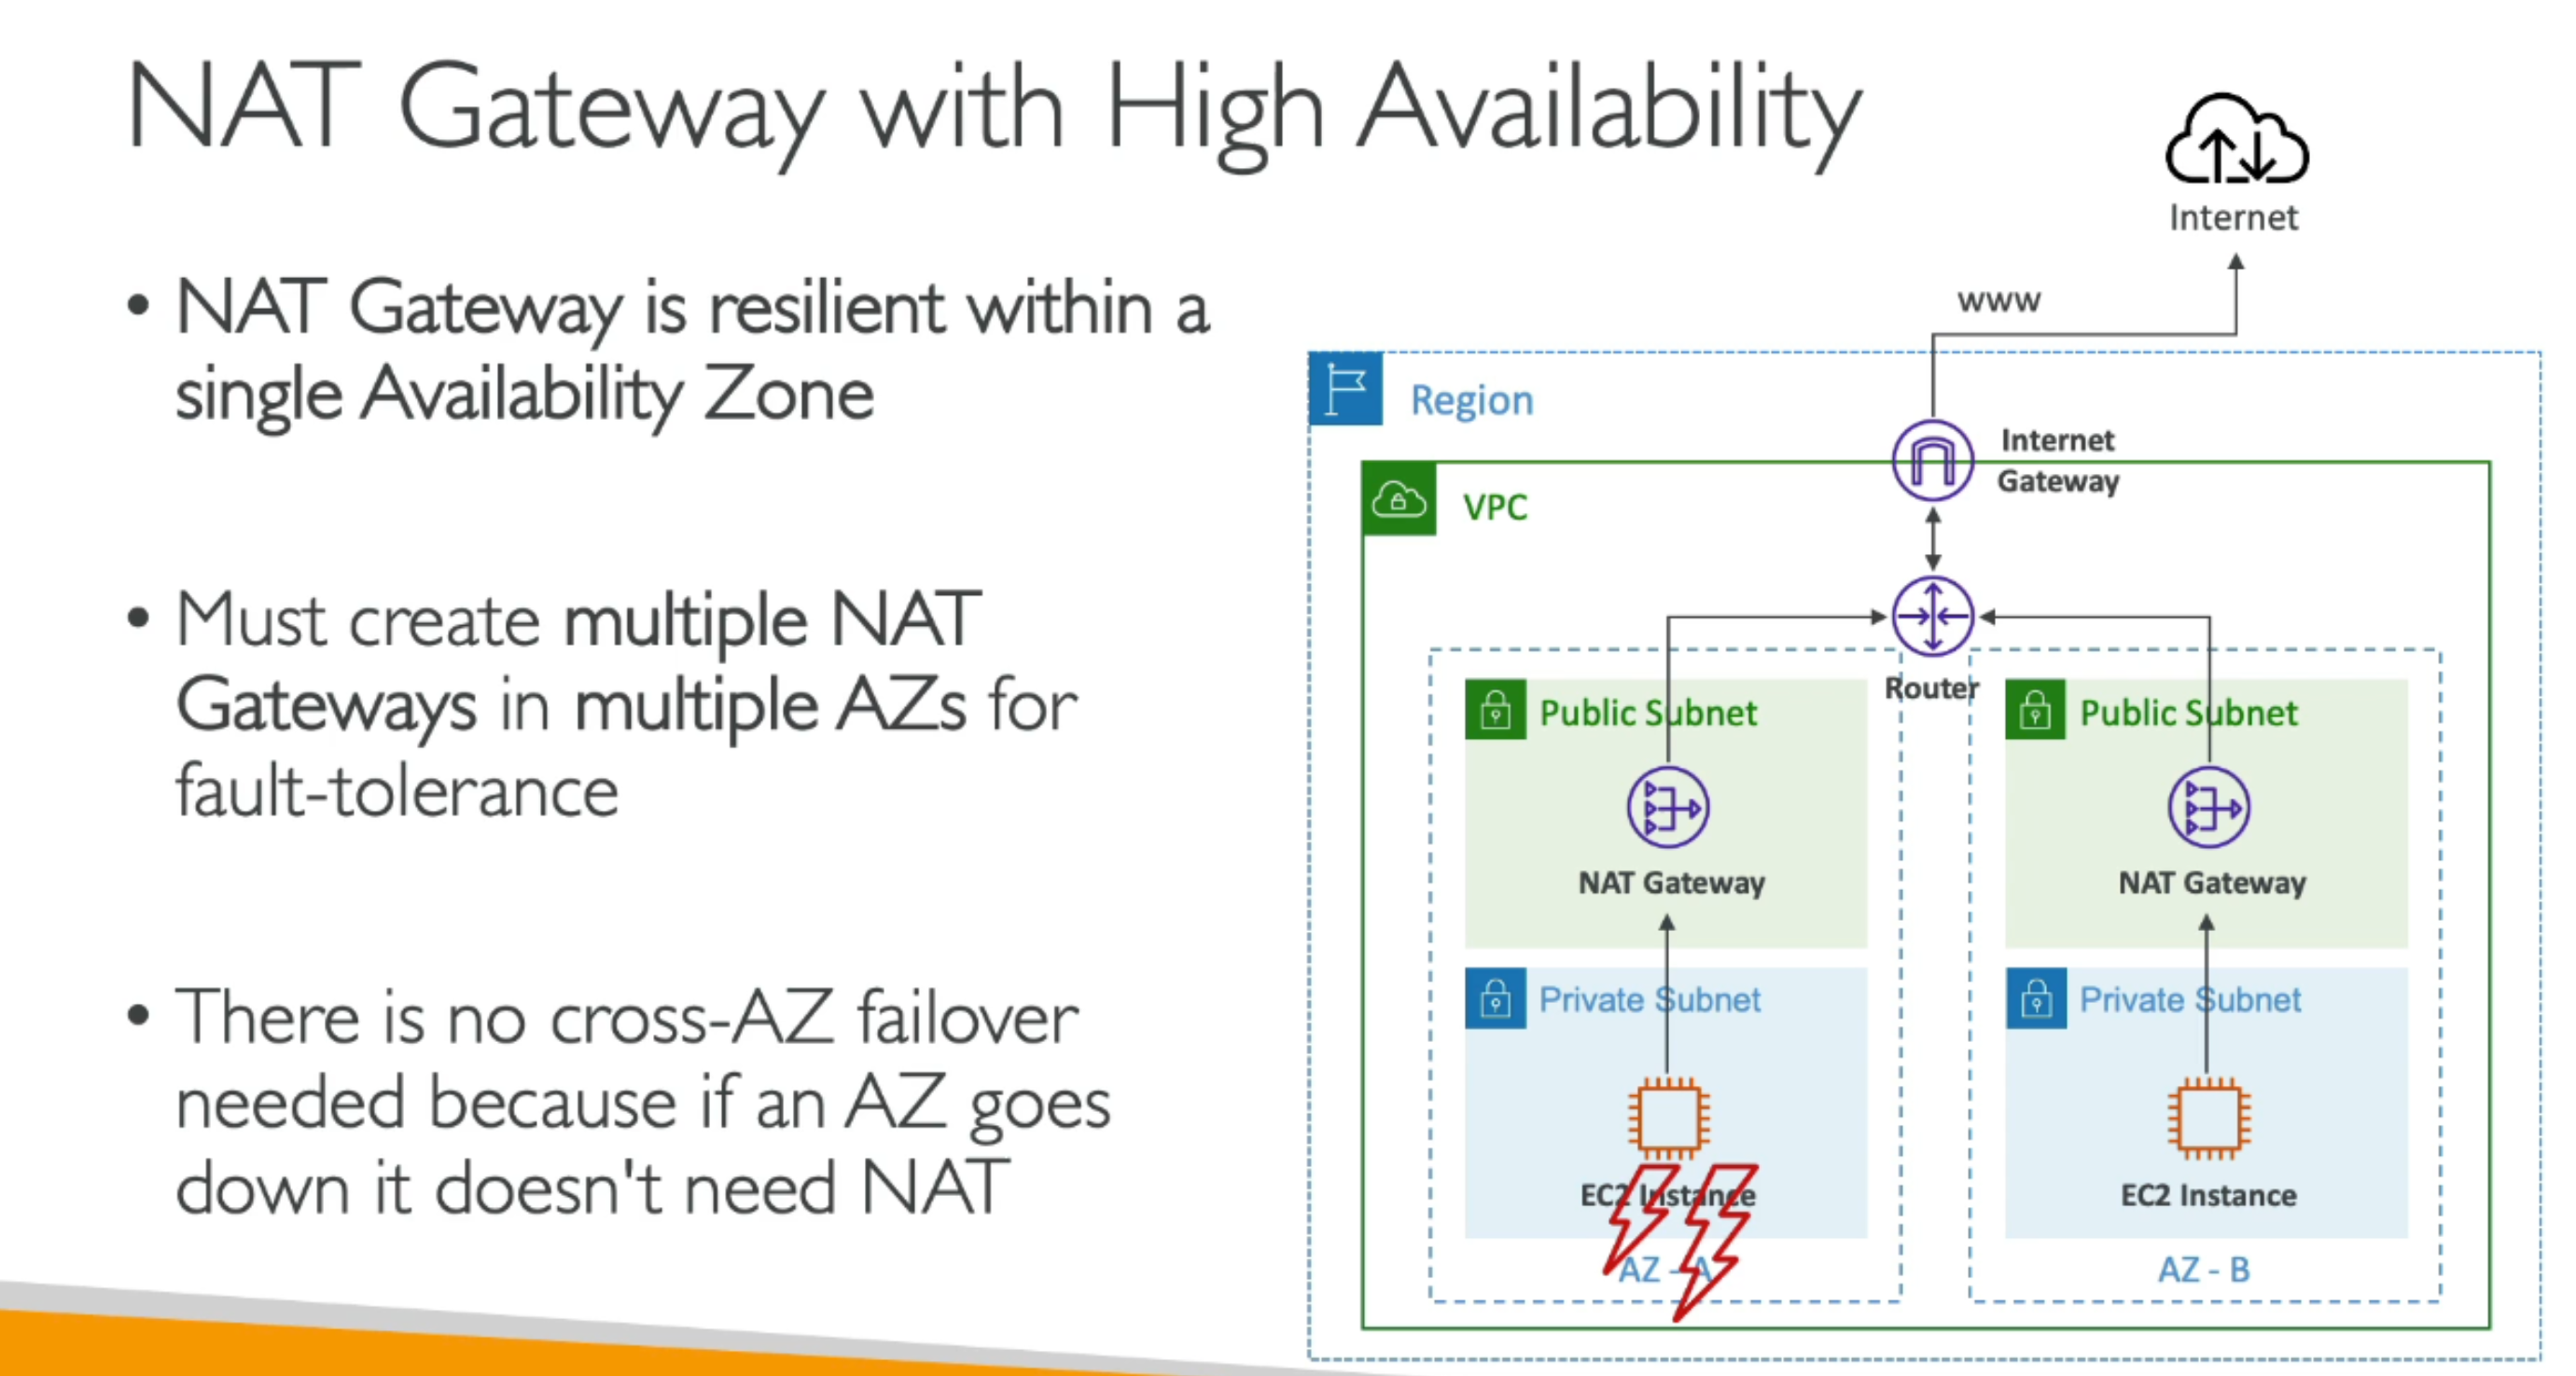 NAT Gateway with High Availability
• NAT Gateway is resilient within a
single Availability Zone
• Must create multiple NAT
Gateways in multiple AZs for
fault-tolerance
• There is no cross-AZ failover
needed because if an AZ goes
down it doesn't need NAT
Internet
www
Region
Internet
Gateway
VPC
Router
Public Subnet
Public Subnet
NAT Gateway
NAT Gateway
Private Subnet
Private Subnet
EC2 Instance
EC2 Instance
AZ - A
AZ - B